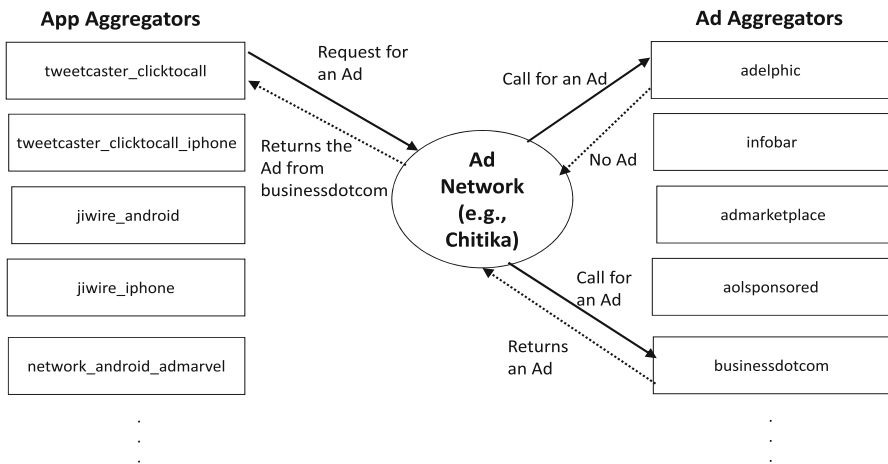 App Aggregators
tweetcaster_clicktocall
tweetcaster_clicktocall_iphone
jiwire_android
jiwire_iphone
network_android_admarvel
.
.
.
Request for
an Ad
Returns the
Ad from
businessdotcom
Ad
Network
(e.g.,
Chitika)
Call for an Ad
No Ad
Call for
an Ad
Returns
an Ad
Ad Aggregators
adelphic
infobar
admarketplace
aolsponsored
businessdotcom
.
.
.